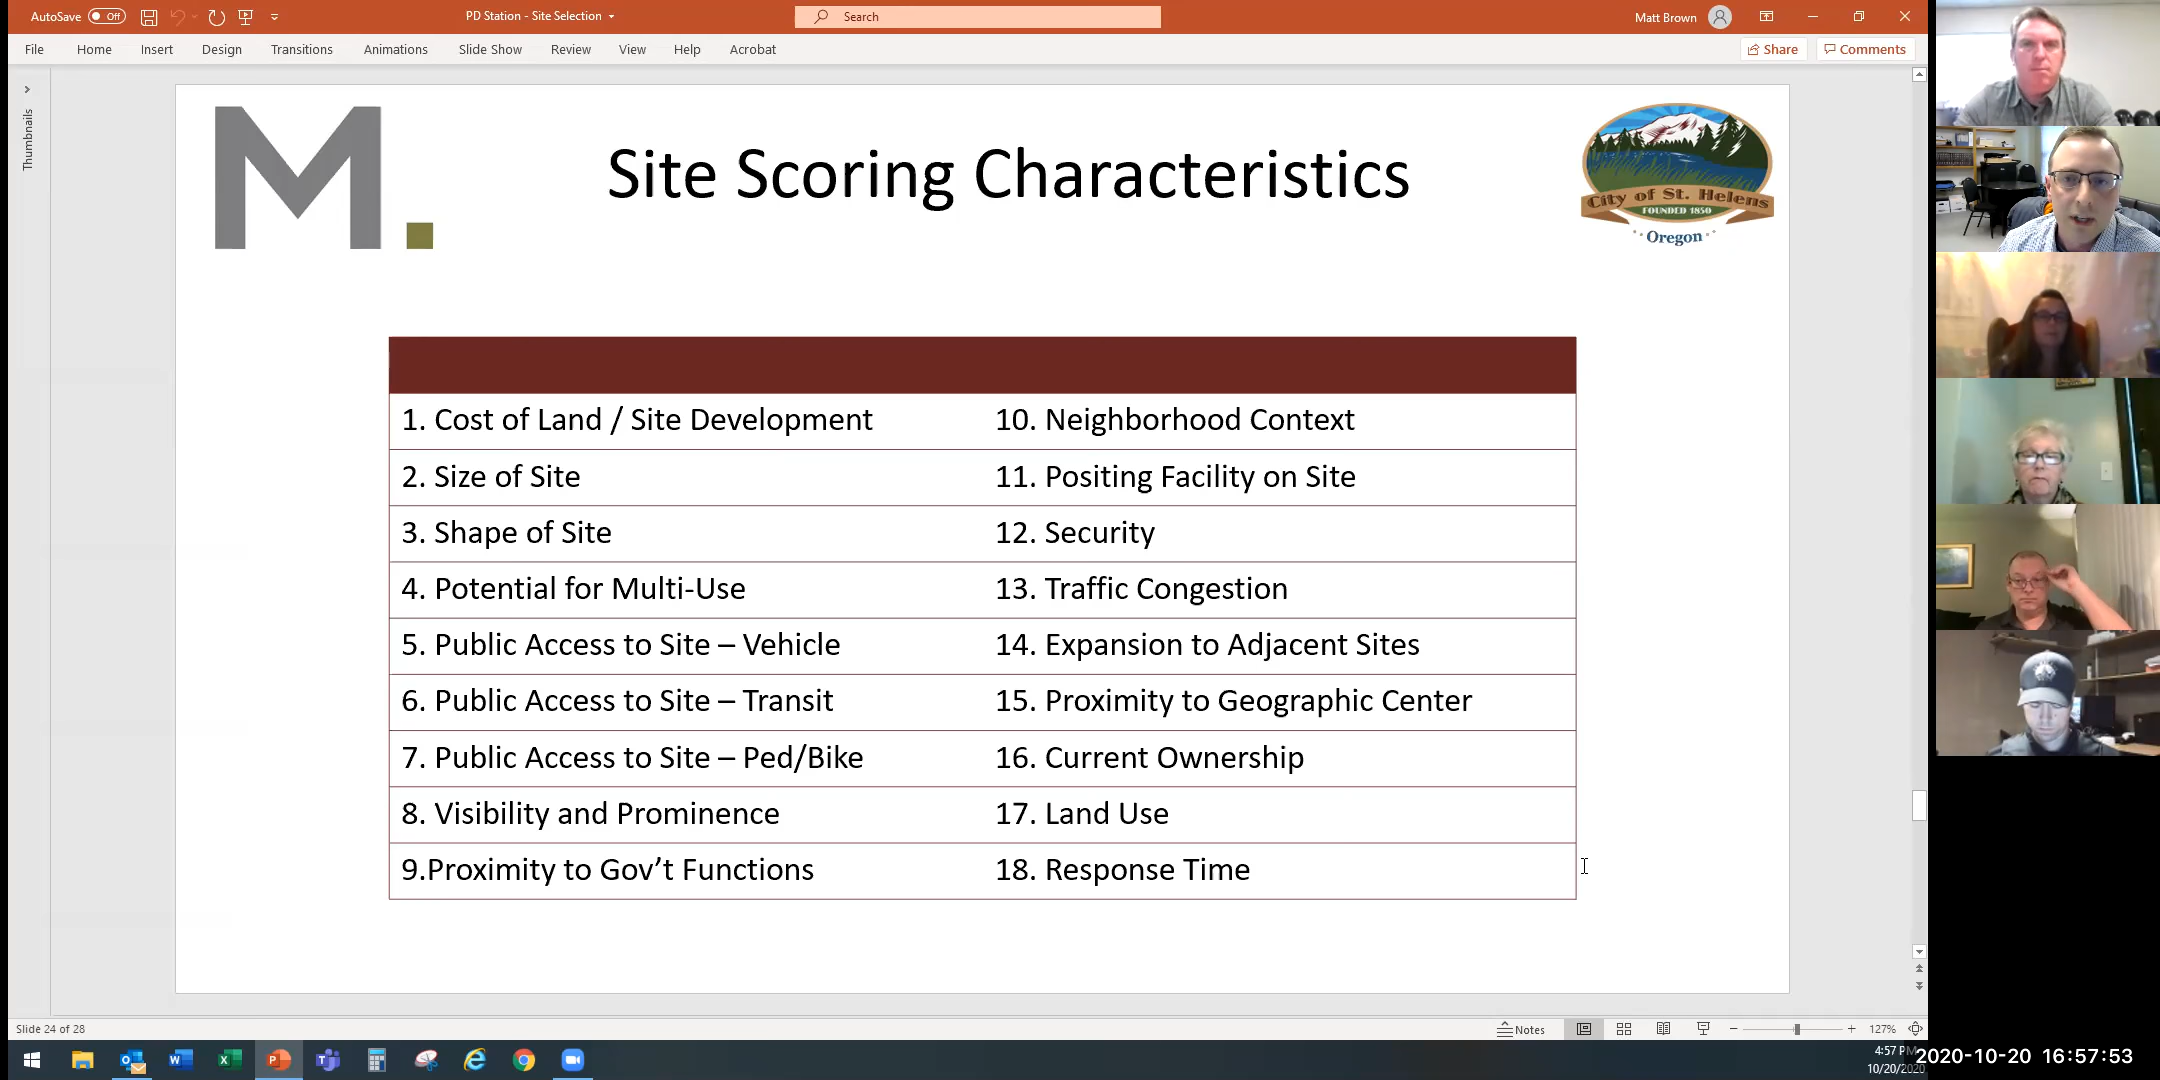 AutoSave Off
PD Station - Site Selection
Search
Matt Brown
File Home Insert Design Transitions Animations Slide Show Review View Help Acrobat
Share Comments
Thumbnails
M.
Site Scoring Characteristics
City of St. Helens
FOUNDED 1850
Oregon
1. Cost of Land / Site Development
10. Neighborhood Context
2. Size of Site
11. Positing Facility on Site
3. Shape of Site
12. Security
4. Potential for Multi-Use
13. Traffic Congestion
5. Public Access to Site – Vehicle
14. Expansion to Adjacent Sites
6. Public Access to Site – Transit
15. Proximity to Geographic Center
7. Public Access to Site – Ped/Bike
16. Current Ownership
8. Visibility and Prominence
17. Land Use
9.Proximity to Gov’t Functions
18. Response Time
Slide 24 of 28
Notes
127%
4:57 PM
10/20/2020
2020-10-20 16:57:53